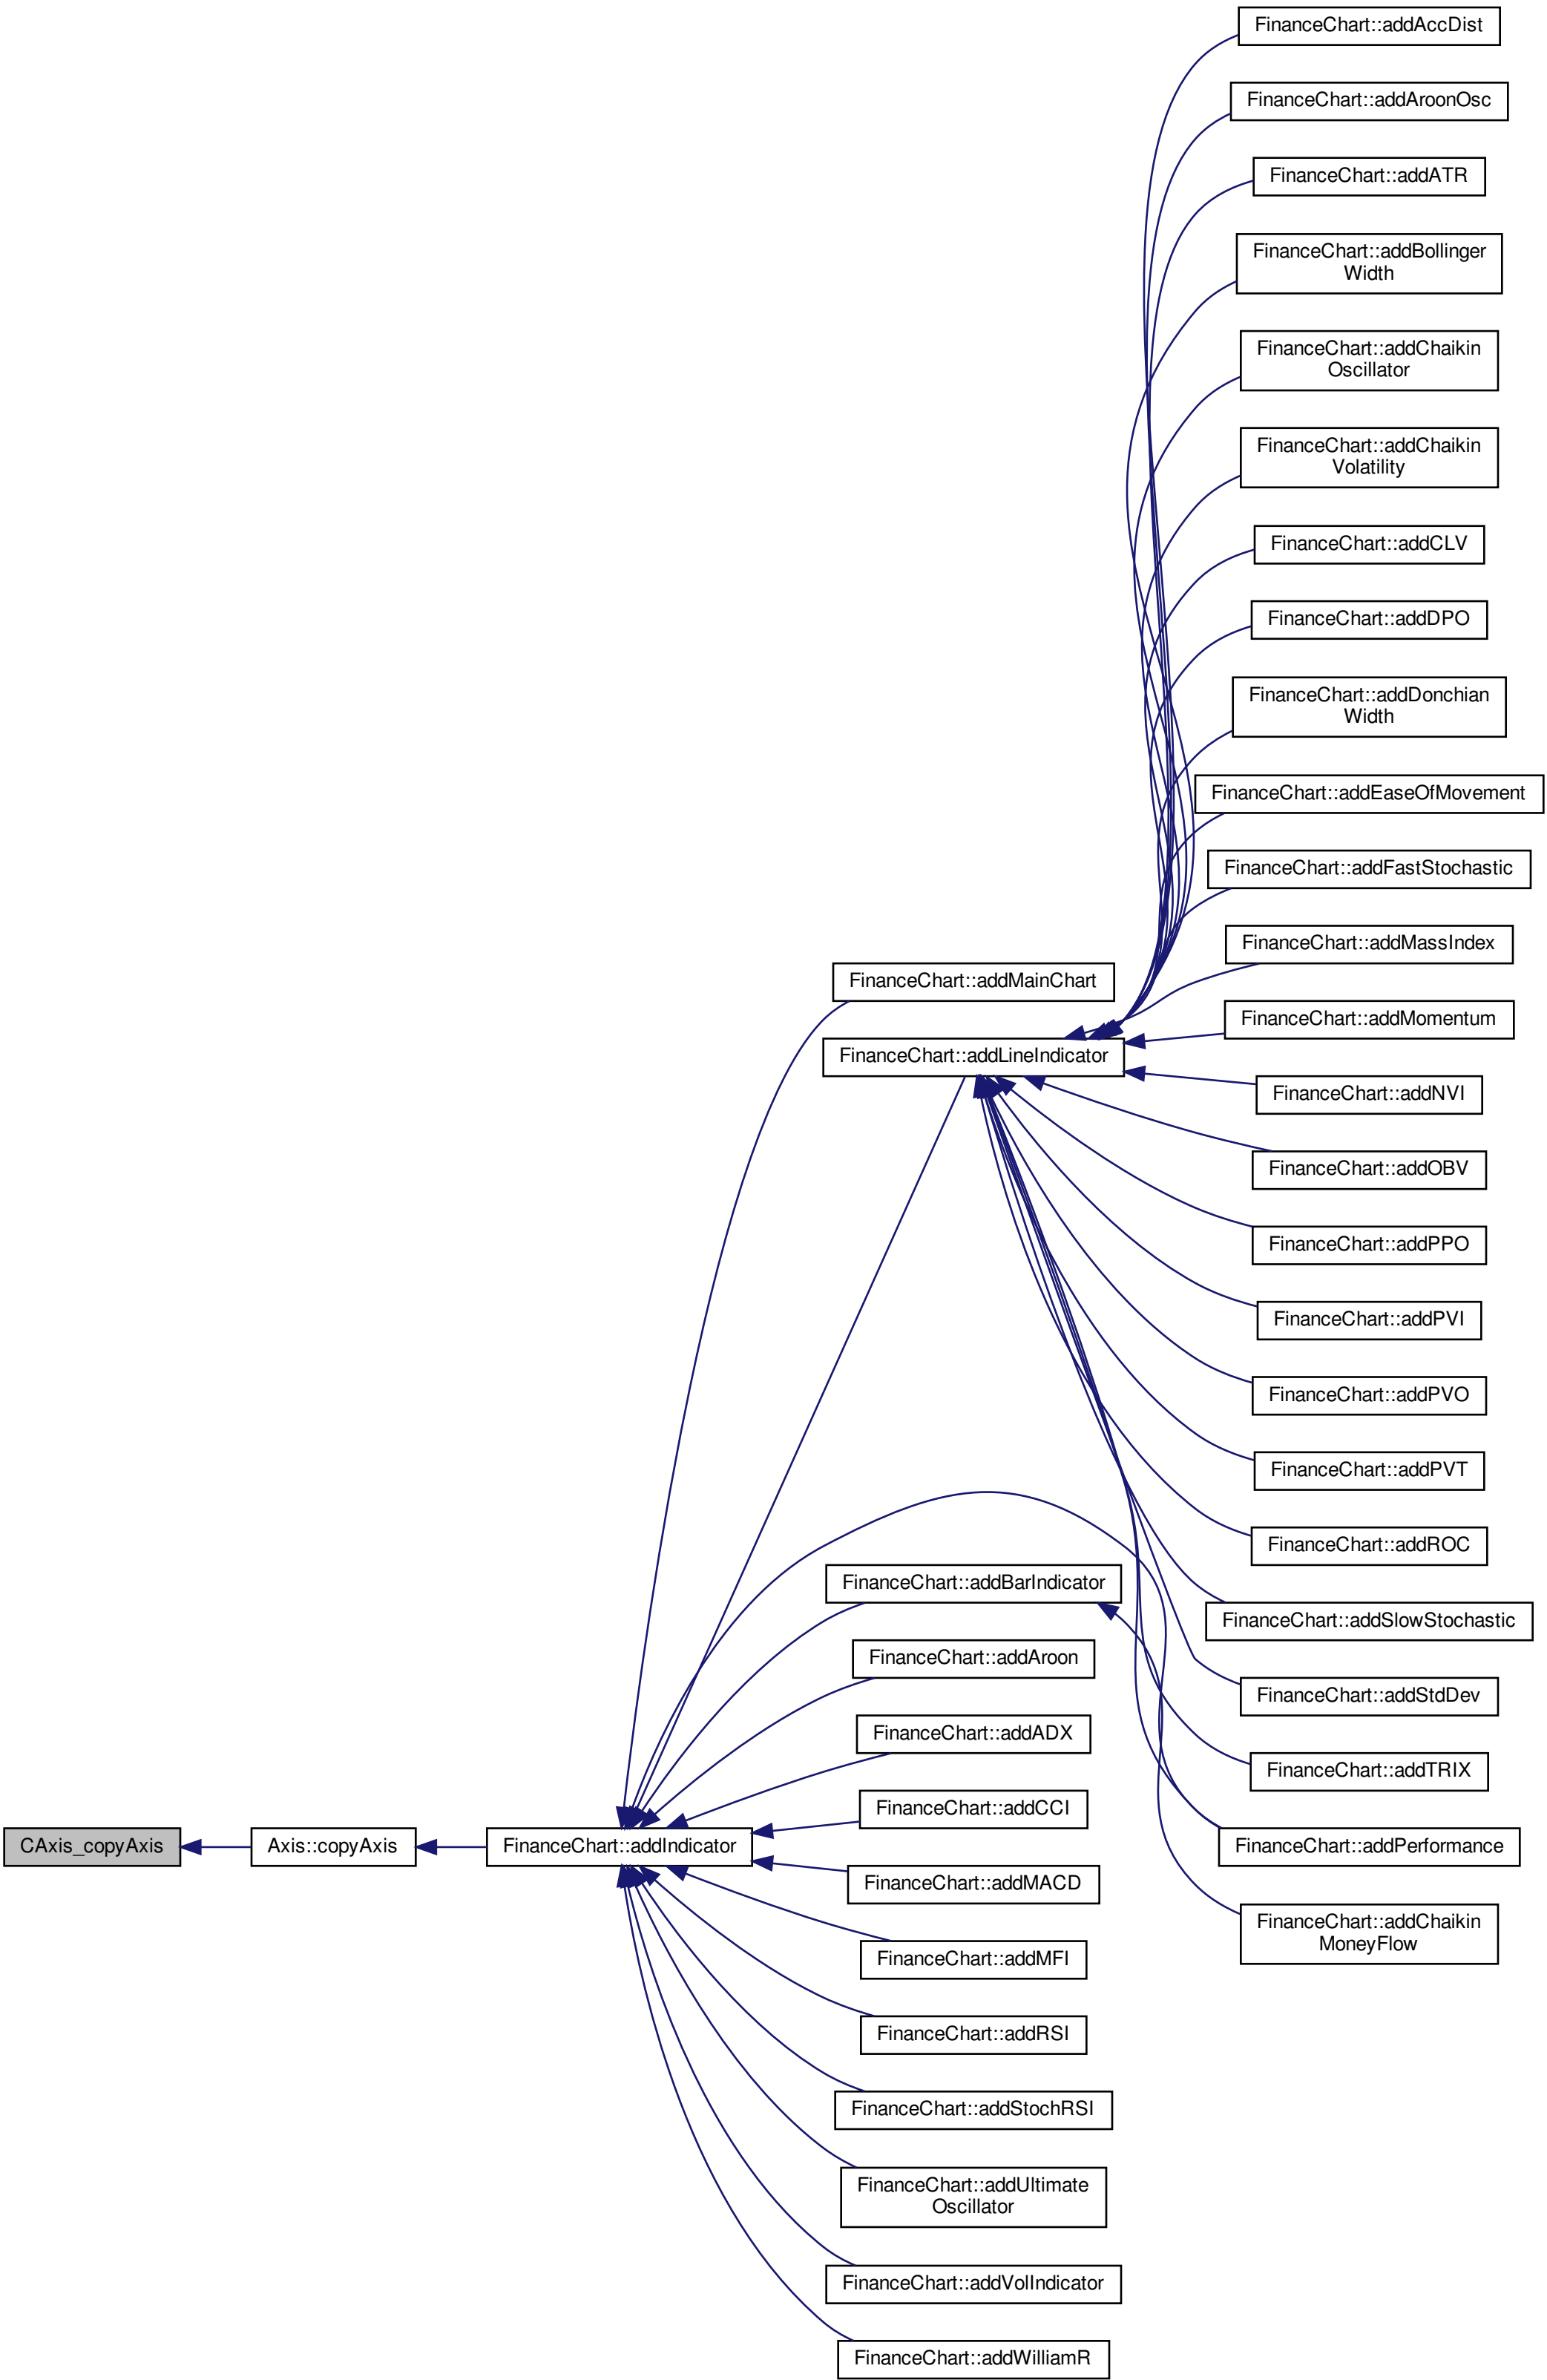 FinanceChart::addAccDist
FinanceChart::addAroonOsc
FinanceChart::addATR
FinanceChart::addBollinger
Width
FinanceChart::addChaikin
Oscillator
FinanceChart::addChaikin
Volatility
FinanceChart::addCLV
FinanceChart::addDPO
FinanceChart::addDonchian
Width
FinanceChart::addEaseOfMovement
FinanceChart::addFastStochastic
FinanceChart::addMassIndex
FinanceChart::addMainChart
FinanceChart::addMomentum
FinanceChart::addLineIndicator
FinanceChart::addNVI
FinanceChart::addOBV
FinanceChart::addPPO
FinanceChart::addPVI
FinanceChart::addPVO
FinanceChart::addPVT
FinanceChart::addROC
FinanceChart::addBarIndicator
FinanceChart::addSlowStochastic
FinanceChart::addAroon
FinanceChart::addStdDev
FinanceChart::addADX
FinanceChart::addTRIX
FinanceChart::addCCI
CAxis_copyAxis
Axis::copyAxis
FinanceChart::addIndicator
FinanceChart::addPerformance
FinanceChart::addMACD
FinanceChart::addChaikin
MoneyFlow
FinanceChart::addMFI
FinanceChart::addRSI
FinanceChart::addStochRSI
FinanceChart::addUltimate
Oscillator
FinanceChart::addVolIndicator
FinanceChart::addWilliamR